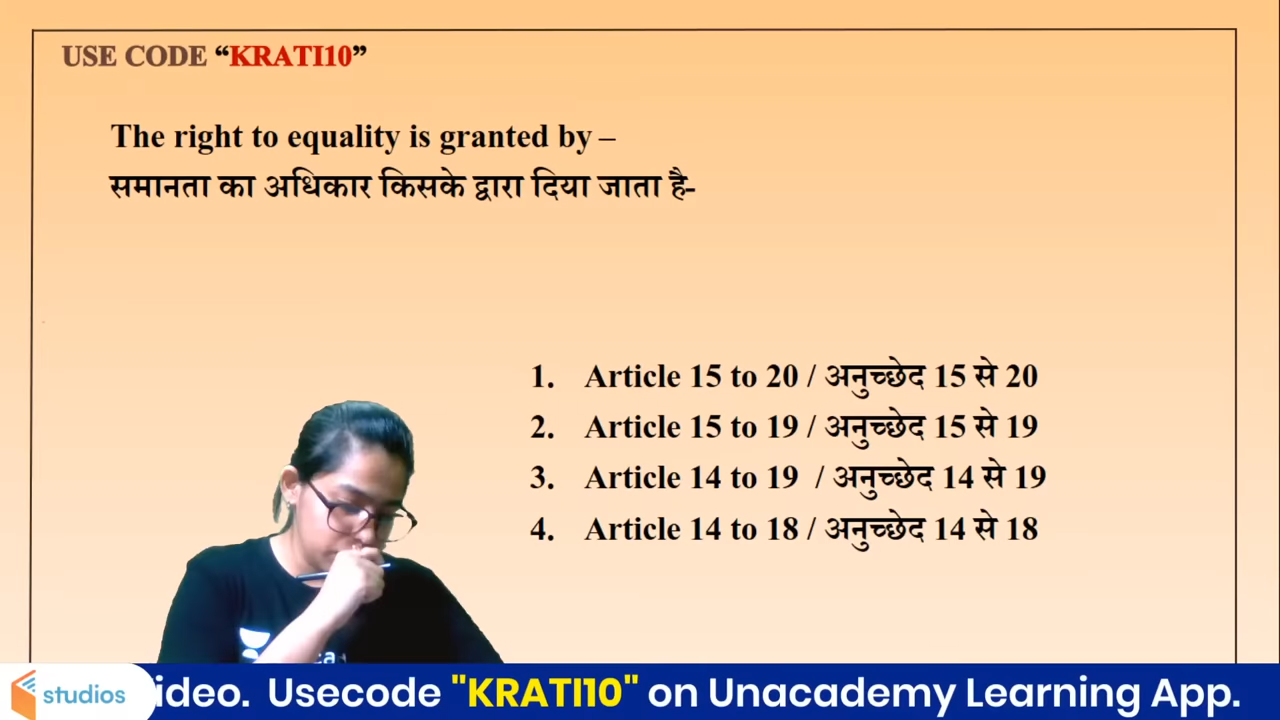 USE CODE “KRATI10”
The right to equality is granted by –
समानता का अधिकार किसके द्वारा दिया जाता है-
1. Article 15 to 20 / अनुच्छेद 15 से 20
2. Article 15 to 19 / अनुच्छेद 15 से 19
3. Article 14 to 19 / अनुच्छेद 14 से 19
4. Article 14 to 18 / अनुच्छेद 14 से 18
studios
Usecode "KRATI10" on Unacademy Learning App.